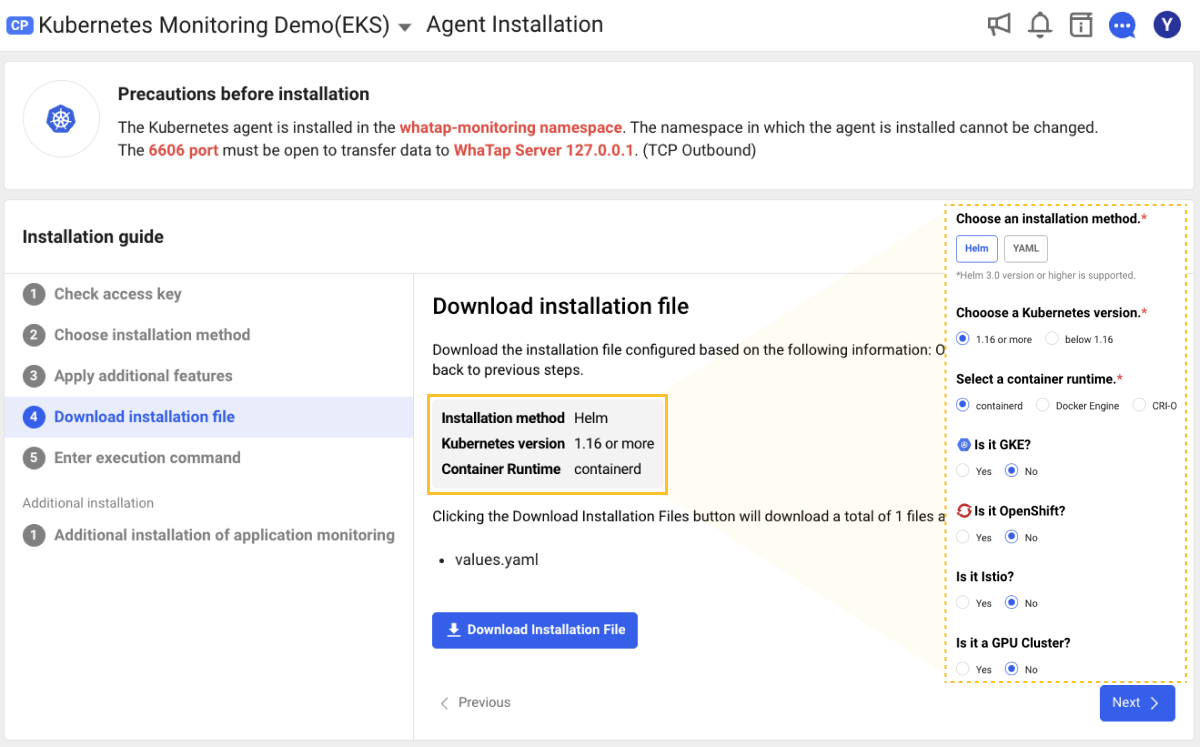 CP Kubernetes Monitoring Demo(EKS) Agent Installation
Y
Precautions before installation
The Kubernetes agent is installed in the whatap-monitoring namespace. The namespace in which the agent is installed cannot be changed.
The 6606 port must be open to transfer data to WhaTap Server 127.0.0.1. (TCP Outbound)
Installation guide
1 Check access key
2 Choose installation method
3 Apply additional features
4 Download installation file
5 Enter execution command
Additional installation
1 Additional installation of application monitoring
Download installation file
Download the installation file configured based on the following information: O
back to previous steps.
Installation method Helm
Kubernetes version 1.16 or more
Container Runtime containerd
Clicking the Download Installation Files button will download a total of 1 files a
• values.yaml
Download Installation File
Previous
Choose an installation method.*
Helm YAML
*Helm 3.0 version or higher is supported.
Chooose a Kubernetes version.*
1.16 or more below 1.16
Select a container runtime.*
containerd Docker Engine CRI-O
Is it GKE?
Yes No
Is it OpenShift?
Yes No
Is it Istio?
Yes No
Is it a GPU Cluster?
Yes No
Next